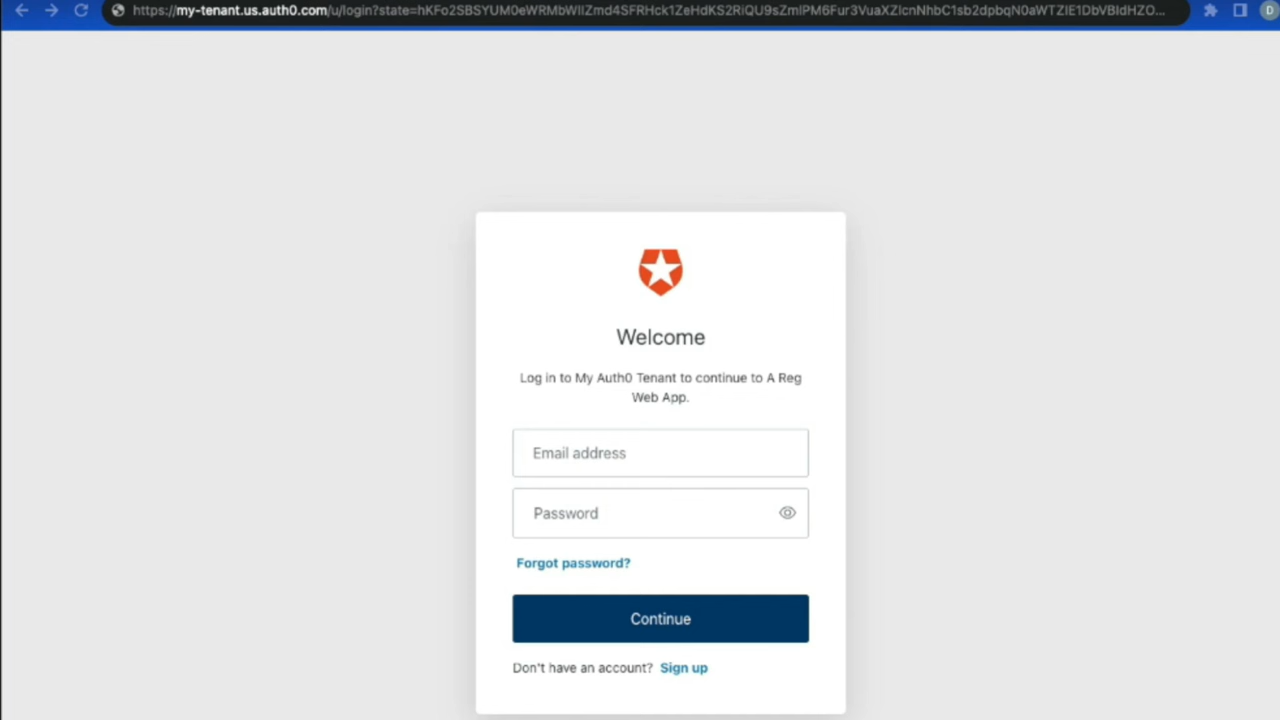 https://my-tenant.us.auth0.com/u/login?state=
Welcome
Log in to My Auth0 Tenant to continue to A Reg
Web App.
Email address
Password
Forgot password?
Continue
Don't have an account? Sign up
D